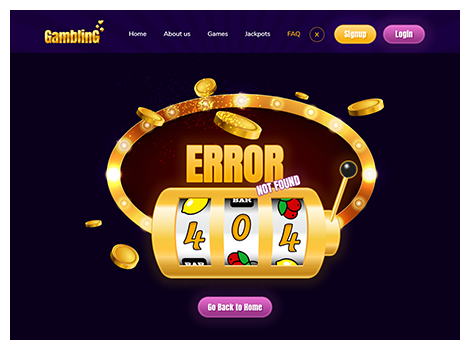 GambLinG
Home About us Games Jackpots FAQ x Signup Login
ERROR
NOT FOUND
BAR BAR
4 0 4
Go Back to Home